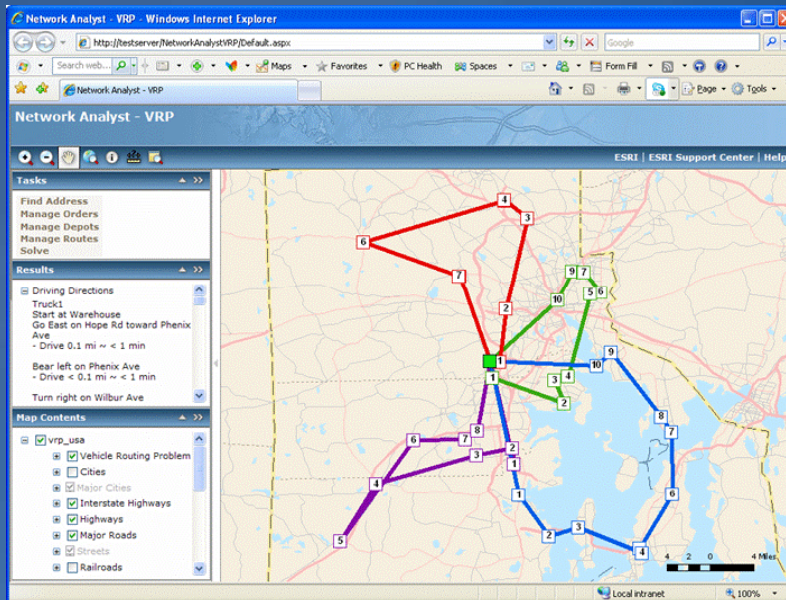 Network Analyst - VRP - Windows Internet Explorer
http://testserver/NetworkAnalystVRP/Default.aspx
Google
Search web...
Maps
Favorites
PC Health
Spaces
Form Fill
Network Analyst - VRP
Page
Tools
Network Analyst - VRP
ESRI | ESRI Support Center | Help
Tasks
Find Address
Manage Orders
Manage Depots
Manage Routes
Solve
Results
Driving Directions
Truck1
Start at Warehouse
Go East on Hope Rd toward Phenix
Ave
- Drive 0.1 mi ~ < 1 min
Bear left on Phenix Ave
- Drive < 0.1 mi ~ < 1 min
Turn right on Wilbur Ave
Map Contents
vrp_usa
Vehicle Routing Problem
Cities
Major Cities
Interstate Highways
Highways
Major Roads
Streets
Railroads
4
3
6
7
2
1
9 7
5 6
10
1
3 4
2
9
10
8
7
6
8
6 7
3 2
1
4
1
5
2 3
4
4 2 0 4 Miles
Local intranet
100%